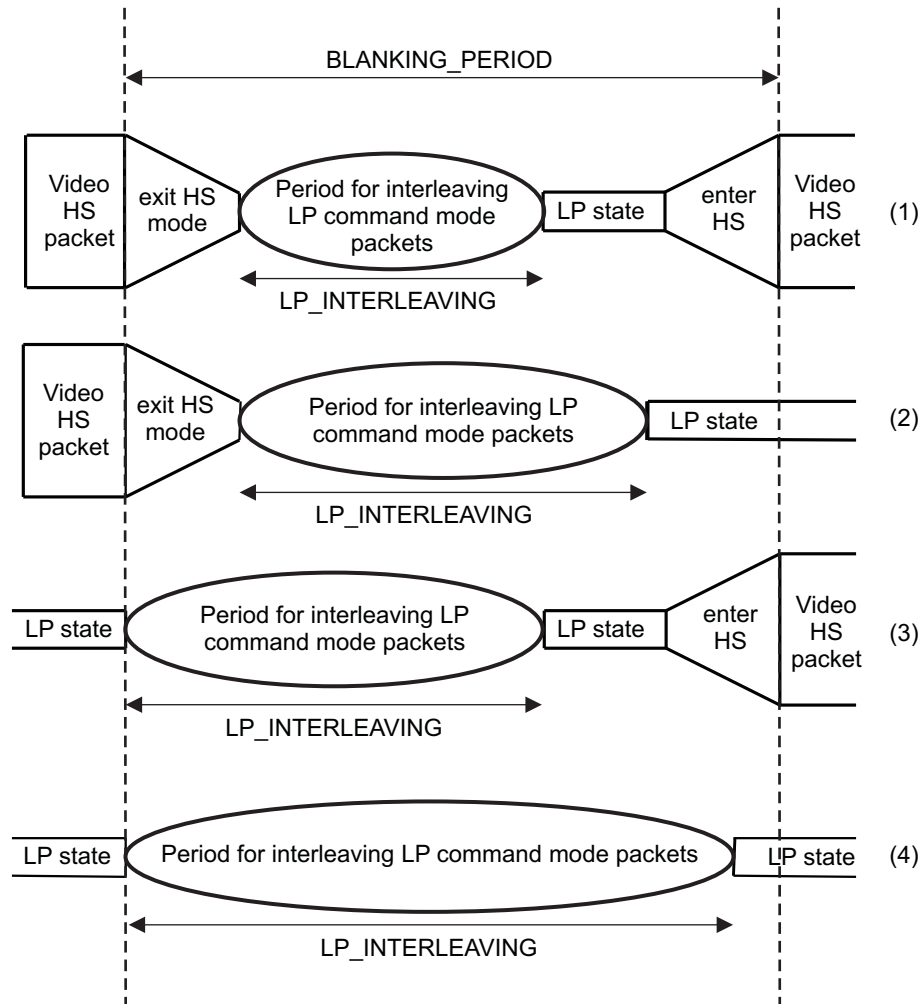 BLANKING_PERIOD
Video
HS
packet
exit HS
mode
Period for interleaving
LP command mode
packets
LP state
enter
HS
Video
HS
packet
(1)
LP_INTERLEAVING
Video
HS
packet
exit HS
mode
Period for interleaving LP
command mode packets
LP state
(2)
LP_INTERLEAVING
LP state
Period for interleaving LP
command mode packets
LP state
enter
HS
Video
HS
packet
(3)
LP_INTERLEAVING
LP state
Period for interleaving LP command mode packets
LP state
(4)
LP_INTERLEAVING